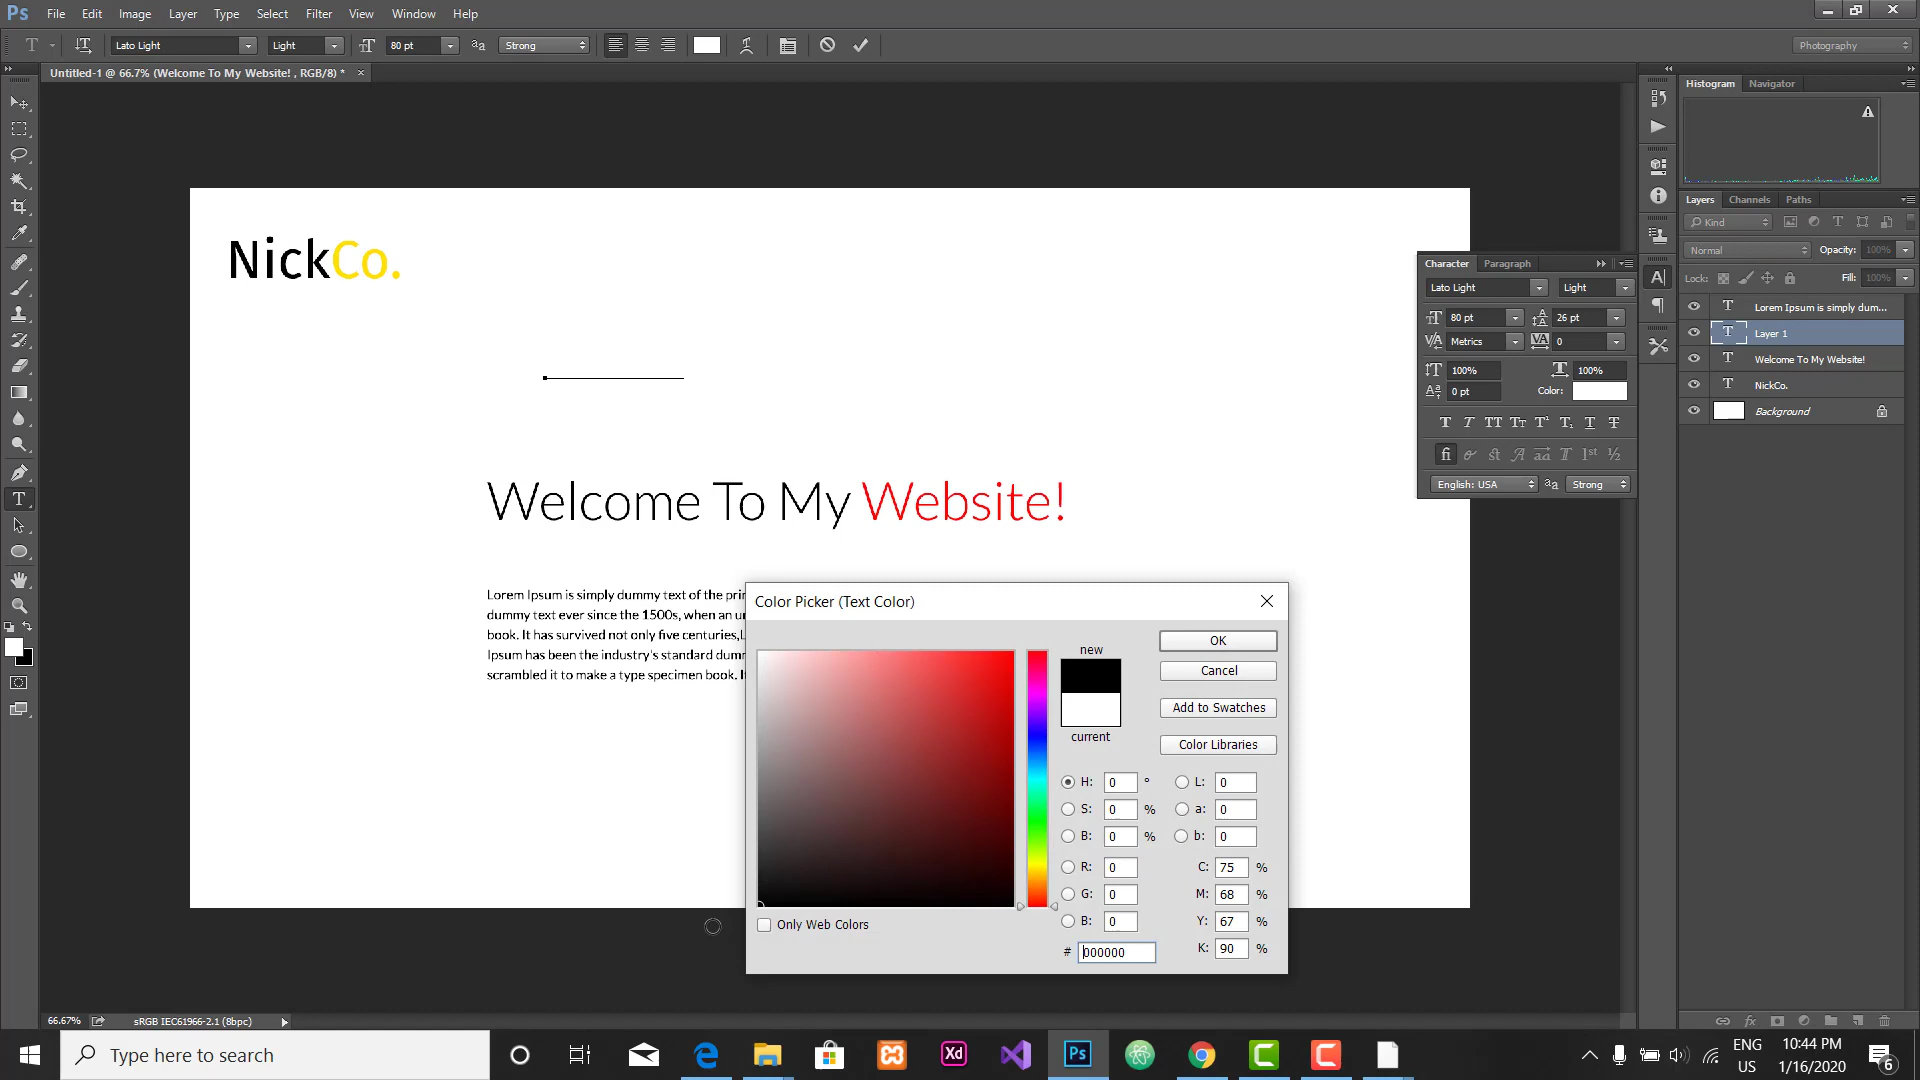 Ps File Edit Image Layer Type Select Filter View Window Help
T Lato Light Light 80 pt aa Strong Photography
Untitled-1 @ 66.7% (Welcome To My Website! , RGB/8) *
Histogram Navigator
Layers Channels Paths
Kind
Normal Opacity: 100%
Lock: Fill: 100%
Lorem Ipsum is simply dum...
Layer 1
Welcome To My Website!
NickCo.
Background
Character Paragraph
Lato Light Light
80 pt 26 pt
Metrics 0
100% 100%
0 pt Color:
English: USA aa Strong
NickCo.
Welcome To My Website!
Lorem Ipsum is simply dummy text of the prin
dummy text ever since the 1500s, when an un
book. It has survived not only five centuries,L
Ipsum has been the industry's standard dumm
scrambled it to make a type specimen book. It
Color Picker (Text Color)
new
current
OK
Cancel
Add to Swatches
Color Libraries
H: 0 ° L: 0
S: 0 % a: 0
B: 0 % b: 0
R: 0 C: 75 %
G: 0 M: 68 %
B: 0 Y: 67 %
# 000000 K: 90 %
Only Web Colors
66.67% sRGB IEC61966-2.1 (8bpc)
Type here to search
Xd
Ps
ENG
US
10:44 PM
1/16/2020
6